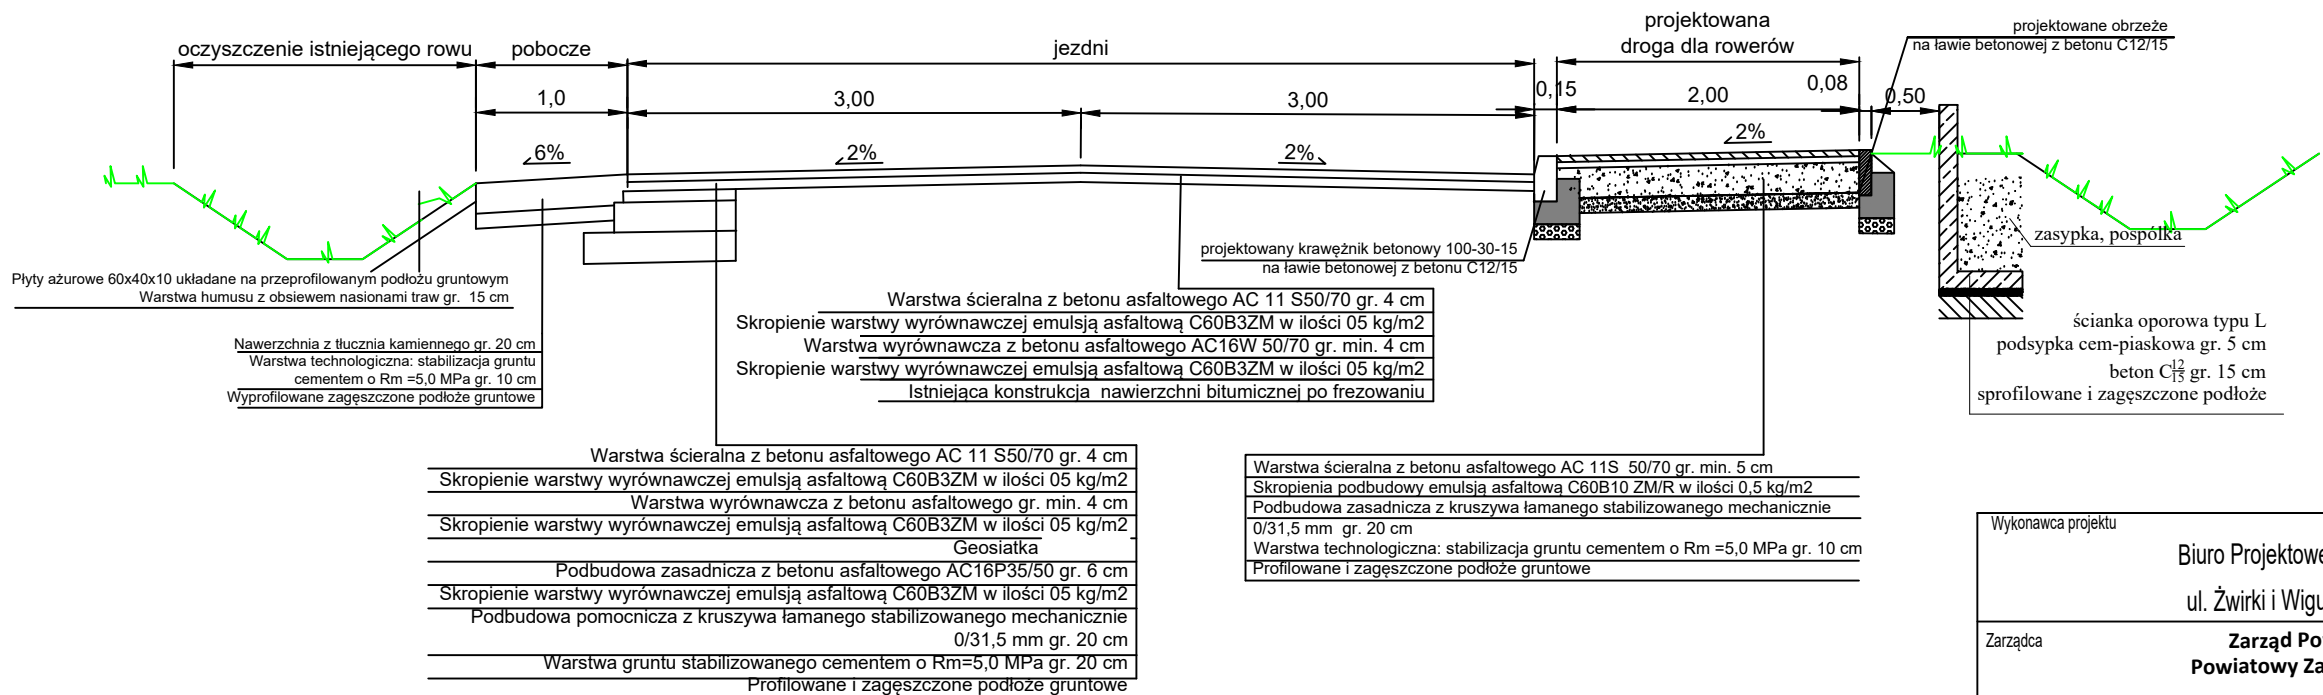 oczyszczenie istniejącego rowu
pobocze
jezdni
projektowana
droga dla rowerów
projektowane obrzeże
na ławie betonowej z betonu C12/15
1,0
3,00
3,00
0,15
2,00
0,08
0,50
6%
2%
2%
2%
Płyty ażurowe 60x40x10 układane na przeprofilowanym podłożu gruntowym
Warstwa humusu z obsiewem nasionami traw gr. 15 cm
Nawierzchnia z tłucznia kamiennego gr. 20 cm
Warstwa technologiczna: stabilizacja gruntu
cementem o Rm =5,0 MPa gr. 10 cm
Wyprofilowane zagęszczone podłoże gruntowe
projektowany krawężnik betonowy 100-30-15
na ławie betonowej z betonu C12/15
Warstwa ścieralna z betonu asfaltowego AC 11 S50/70 gr. 4 cm
Skropienie warstwy wyrównawczej emulsją asfaltową C60B3ZM w ilości 05 kg/m2
Warstwa wyrównawcza z betonu asfaltowego AC16W 50/70 gr. min. 4 cm
Skropienie warstwy wyrównawczej emulsją asfaltową C60B3ZM w ilości 05 kg/m2
Istniejąca konstrukcja nawierzchni bitumicznej po frezowaniu
zasypka, pospółka
ścianka oporowa typu L
podsypka cem-piaskowa gr. 5 cm
beton C12/15 gr. 15 cm
sprofilowane i zagęszczone podłoże
Warstwa ścieralna z betonu asfaltowego AC 11 S50/70 gr. 4 cm
Skropienie warstwy wyrównawczej emulsją asfaltową C60B3ZM w ilości 05 kg/m2
Warstwa wyrównawcza z betonu asfaltowego gr. min. 4 cm
Skropienie warstwy wyrównawczej emulsją asfaltową C60B3ZM w ilości 05 kg/m2
Geosiatka
Podbudowa zasadnicza z betonu asfaltowego AC16P35/50 gr. 6 cm
Skropienie warstwy wyrównawczej emulsją asfaltową C60B3ZM w ilości 05 kg/m2
Podbudowa pomocnicza z kruszywa łamanego stabilizowanego mechanicznie
0/31,5 mm gr. 20 cm
Warstwa gruntu stabilizowanego cementem o Rm=5,0 MPa gr. 20 cm
Profilowane i zagęszczone podłoże gruntowe
Warstwa ścieralna z betonu asfaltowego AC 11S 50/70 gr. min. 5 cm
Skropienia podbudowy emulsją asfaltową C60B10 ZM/R w ilości 0,5 kg/m2
Podbudowa zasadnicza z kruszywa łamanego stabilizowanego mechanicznie
0/31,5 mm gr. 20 cm
Warstwa technologiczna: stabilizacja gruntu cementem o Rm =5,0 MPa gr. 10 cm
Profilowane i zagęszczone podłoże gruntowe
Wykonawca projektu
Biuro Projektowe
ul. Żwirki i Wigu
Zarządca
Zarząd Po
Powiatowy Za